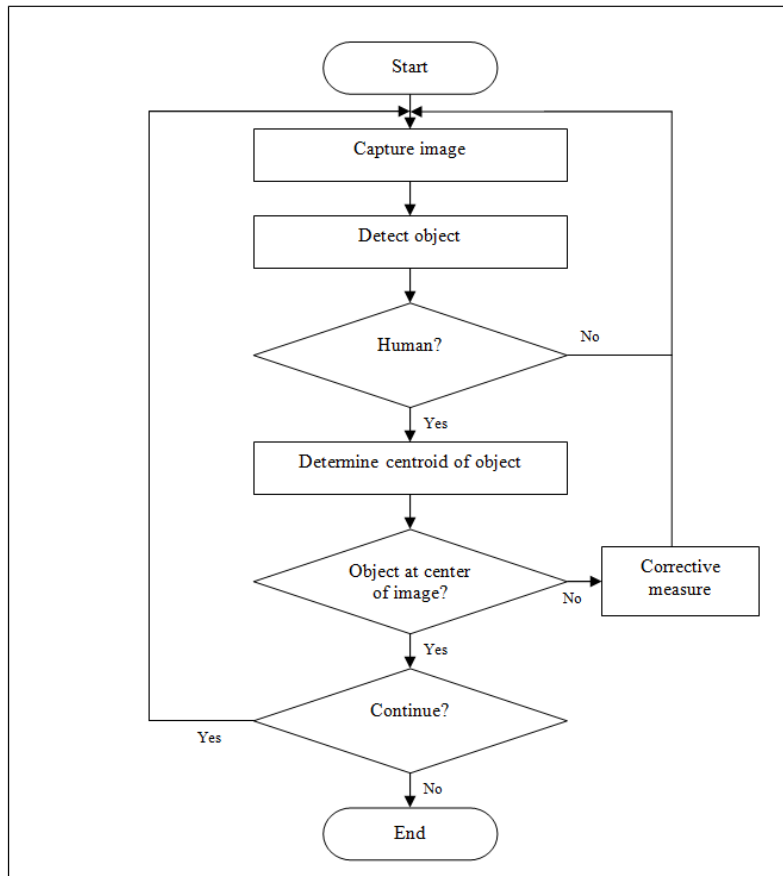 Start
Capture image
Detect object
Human?
No
Yes
Determine centroid of object
Object at center
of image?
No
Corrective
measure
Yes
Continue?
Yes
No
End